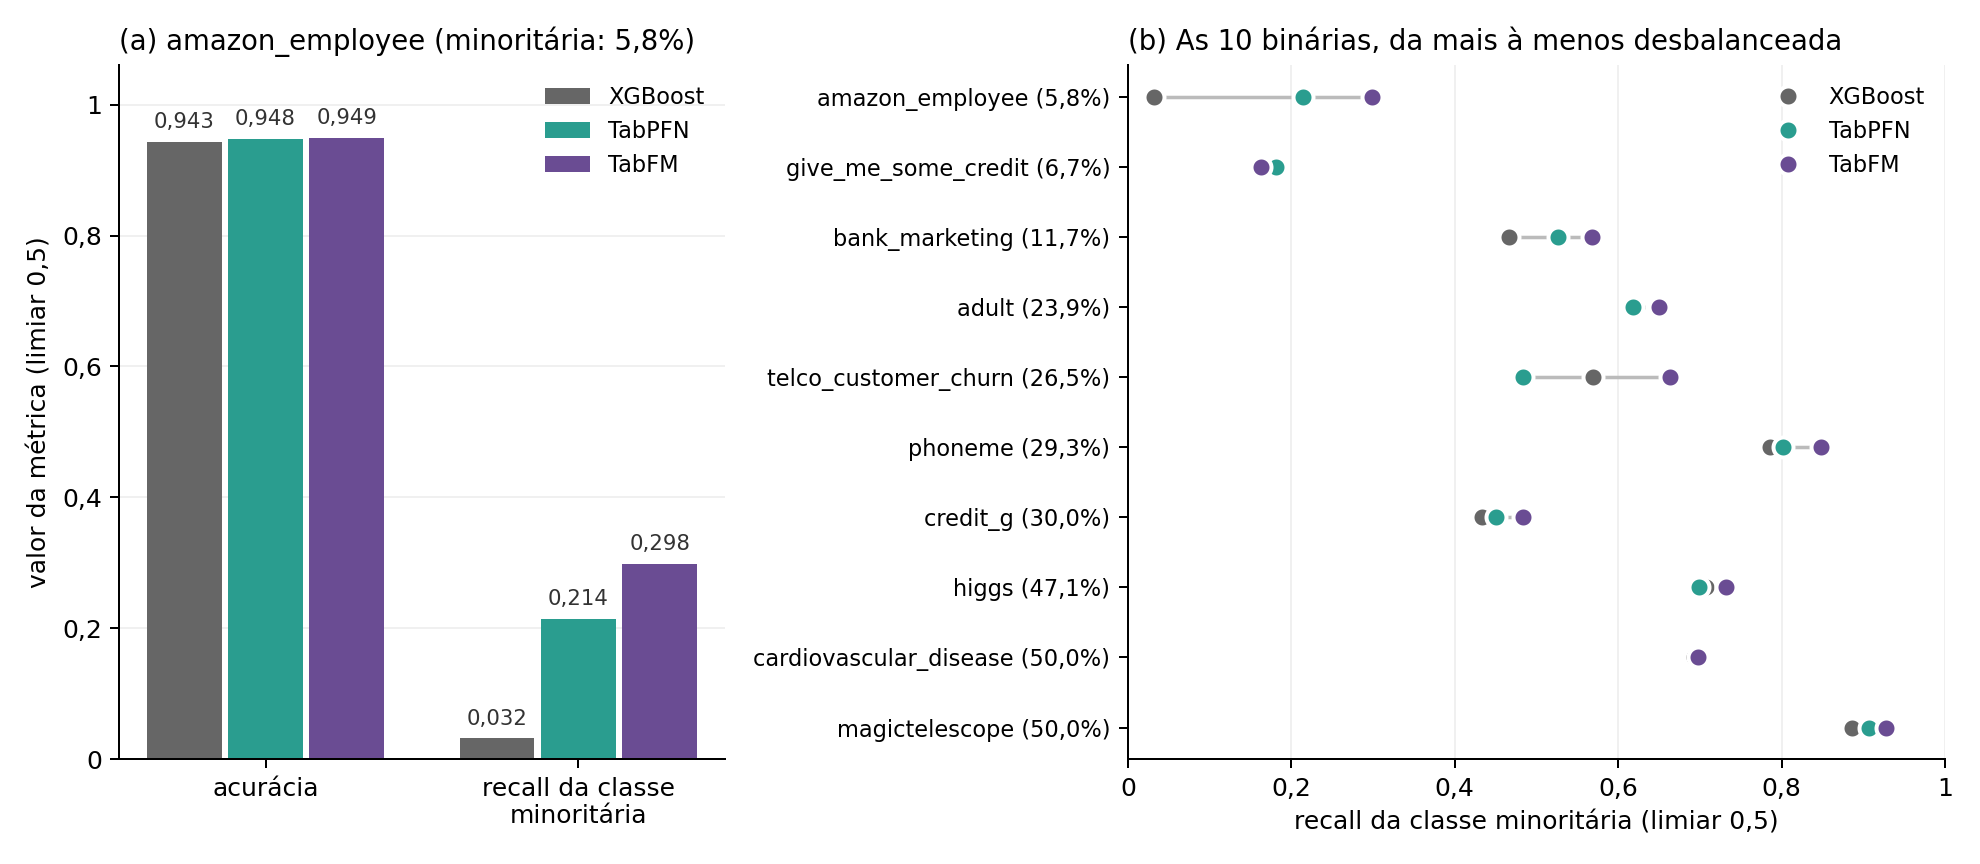 (a) amazon_employee (minoritária: 5,8%)
XGBoost
TabPFN
TabFM
0,943
0,948
0,949
0,032
0,214
0,298
1
0,8
0,6
0,4
0,2
0
valor da métrica (limiar 0,5)
acurácia
recall da classe
minoritária
(b) As 10 binárias, da mais à menos desbalanceada
XGBoost
TabPFN
TabFM
amazon_employee (5,8%)
give_me_some_credit (6,7%)
bank_marketing (11,7%)
adult (23,9%)
telco_customer_churn (26,5%)
phoneme (29,3%)
credit_g (30,0%)
higgs (47,1%)
cardiovascular_disease (50,0%)
magictelescope (50,0%)
0
0,2
0,4
0,6
0,8
1
recall da classe minoritária (limiar 0,5)